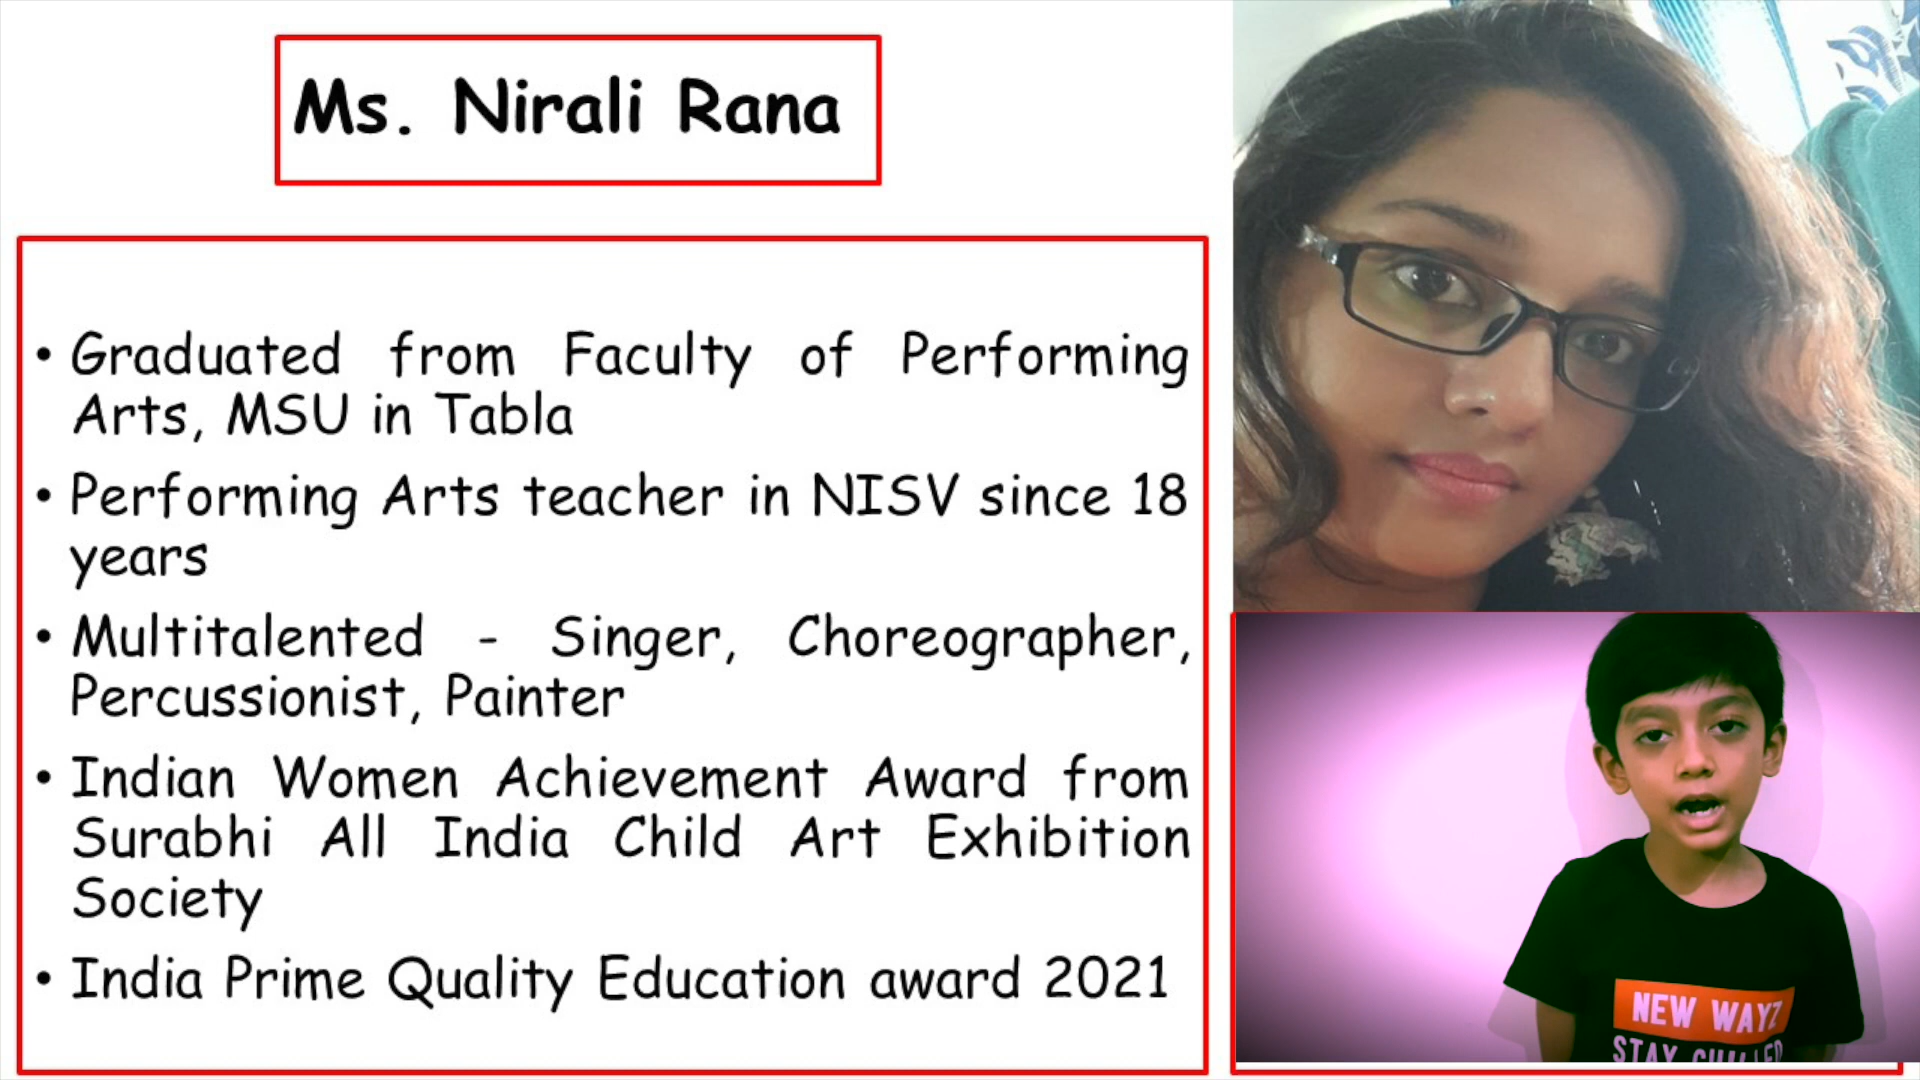 Ms. Nirali Rana
• Graduated from Faculty of Performing
Arts, MSU in Tabla
• Performing Arts teacher in NISV since 18
years
• Multitalented - Singer, Choreographer,
Percussionist, Painter
• Indian Women Achievement Award from
Surabhi All India Child Art Exhibition
Society
• India Prime Quality Education award 2021
NEW WAYZ
STAY CHILLED